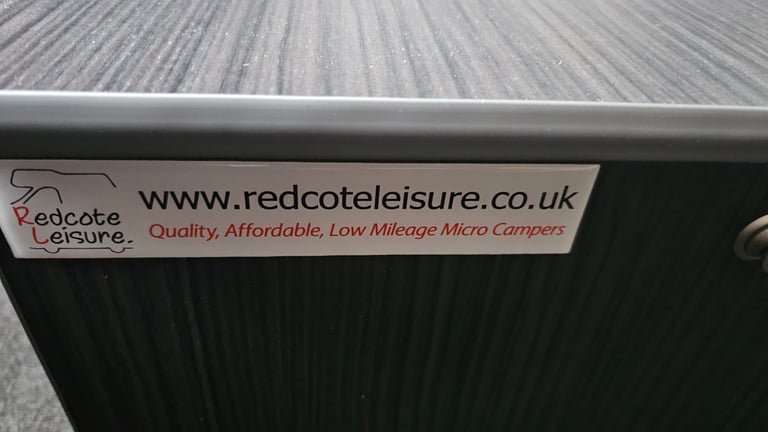 Redcote
Leisure.
www.redcoteleisure.co.uk
Quality, Affordable, Low Mileage Micro Campers